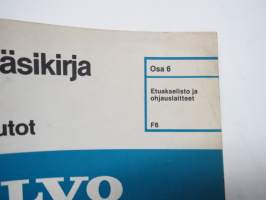 äsikirja
Osa 6
Etuakselisto ja
ohjauslaitteet
F6
utot
LVO